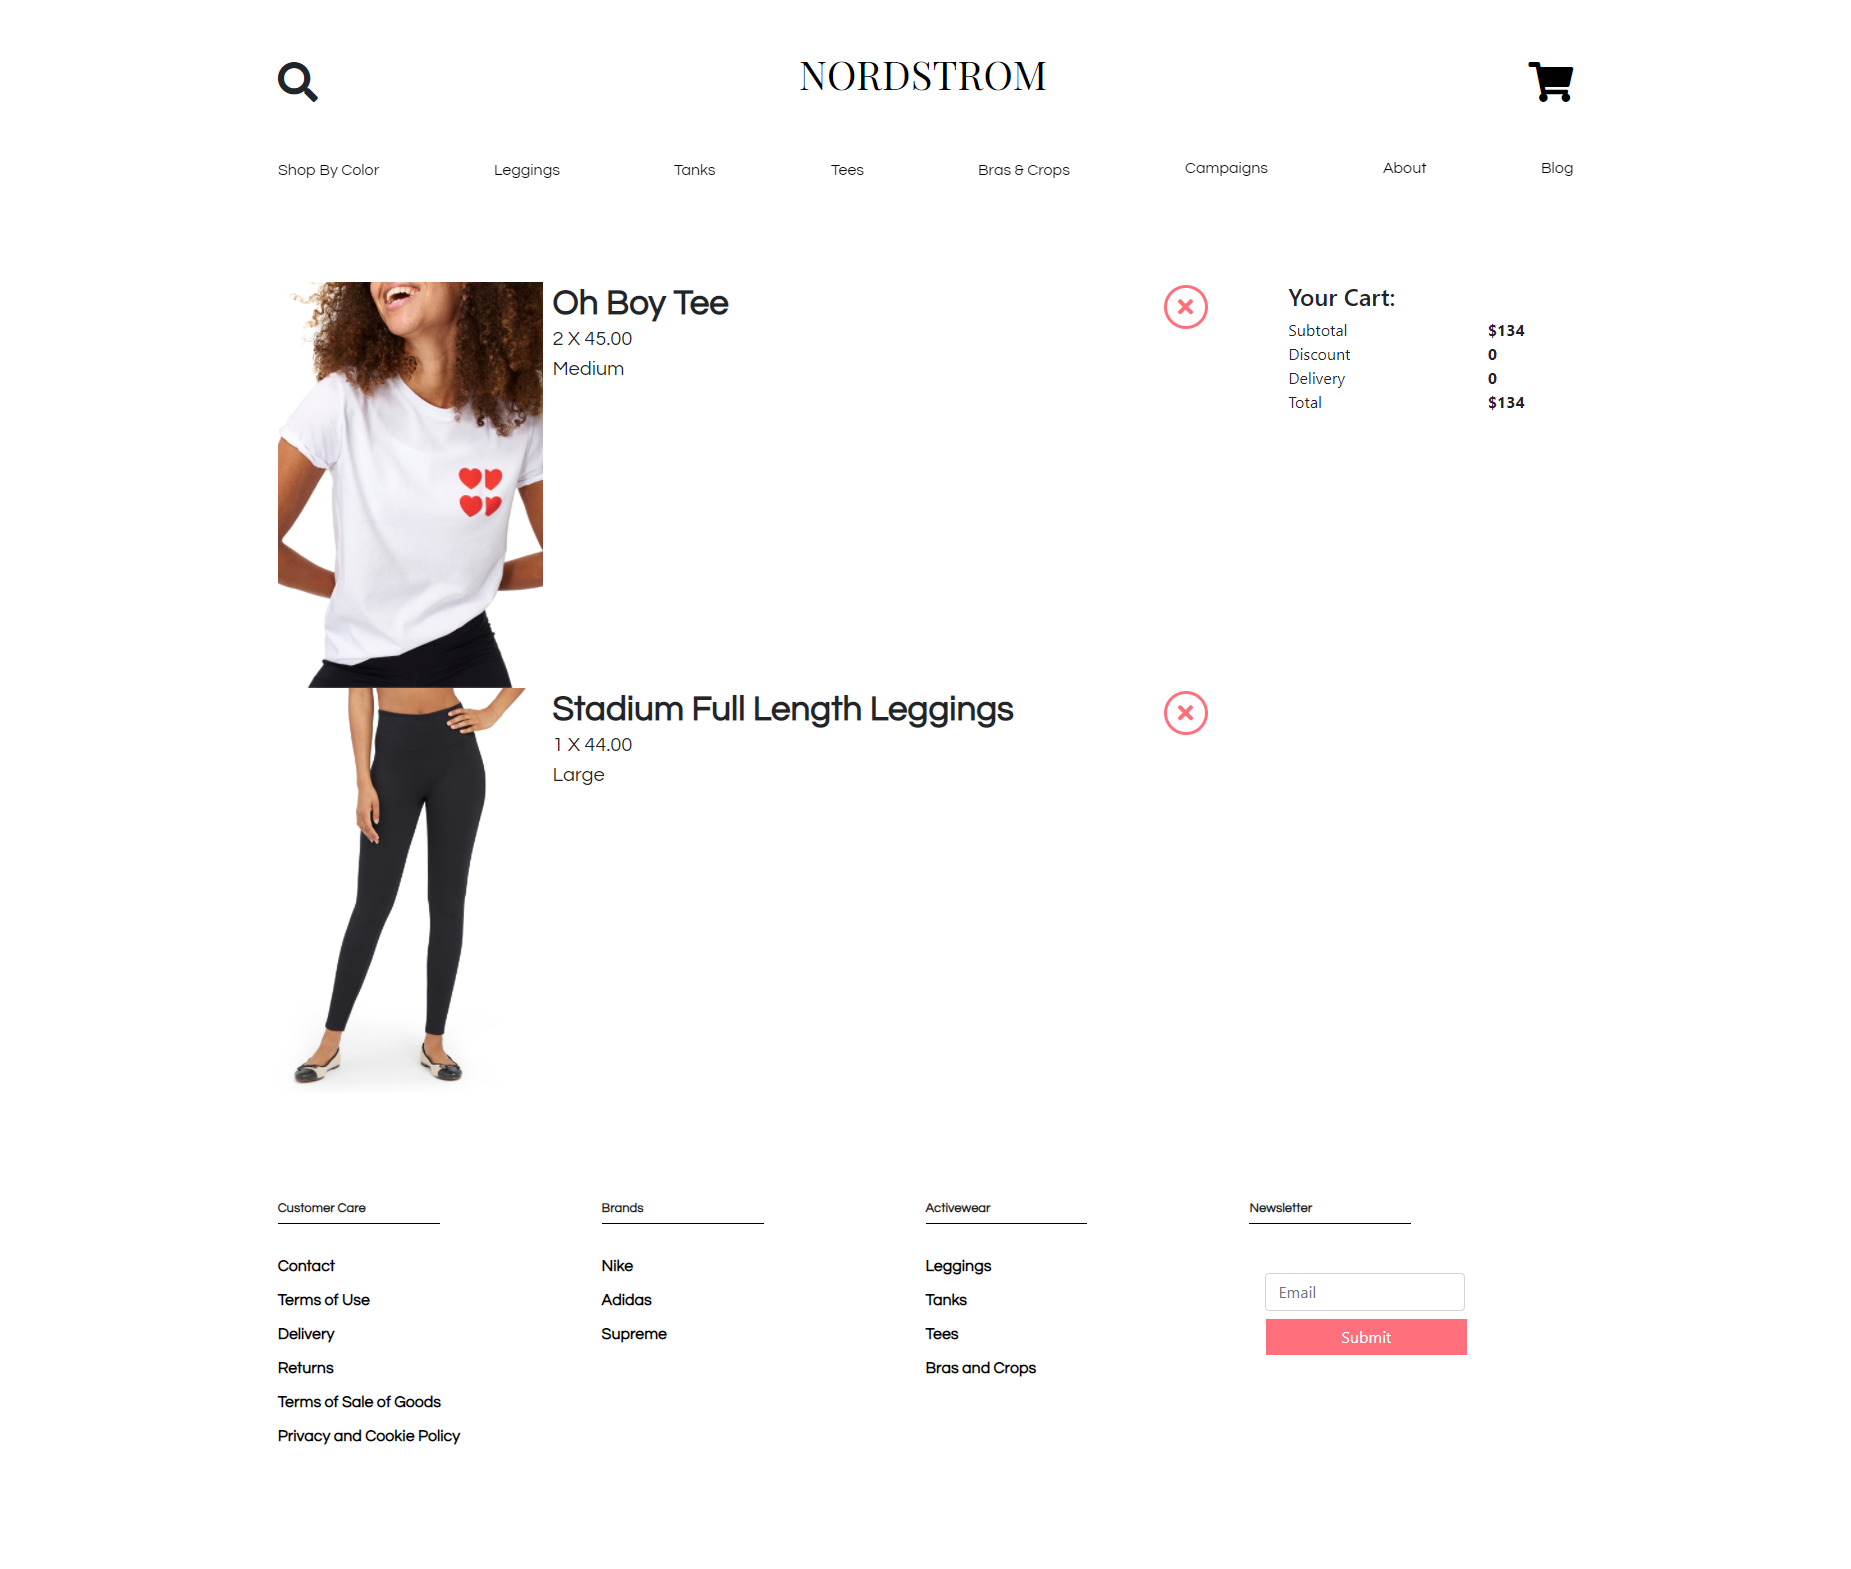 NORDSTROM
Shop By Color Leggings Tanks Tees Bras & Crops Campaigns About Blog
Oh Boy Tee
2 X 45.00
Medium
Your Cart:
Subtotal $134
Discount 0
Delivery 0
Total $134
Stadium Full Length Leggings
1 X 44.00
Large
Customer Care
Contact
Terms of Use
Delivery
Returns
Terms of Sale of Goods
Privacy and Cookie Policy
Brands
Nike
Adidas
Supreme
Activewear
Leggings
Tanks
Tees
Bras and Crops
Newsletter
Email
Submit